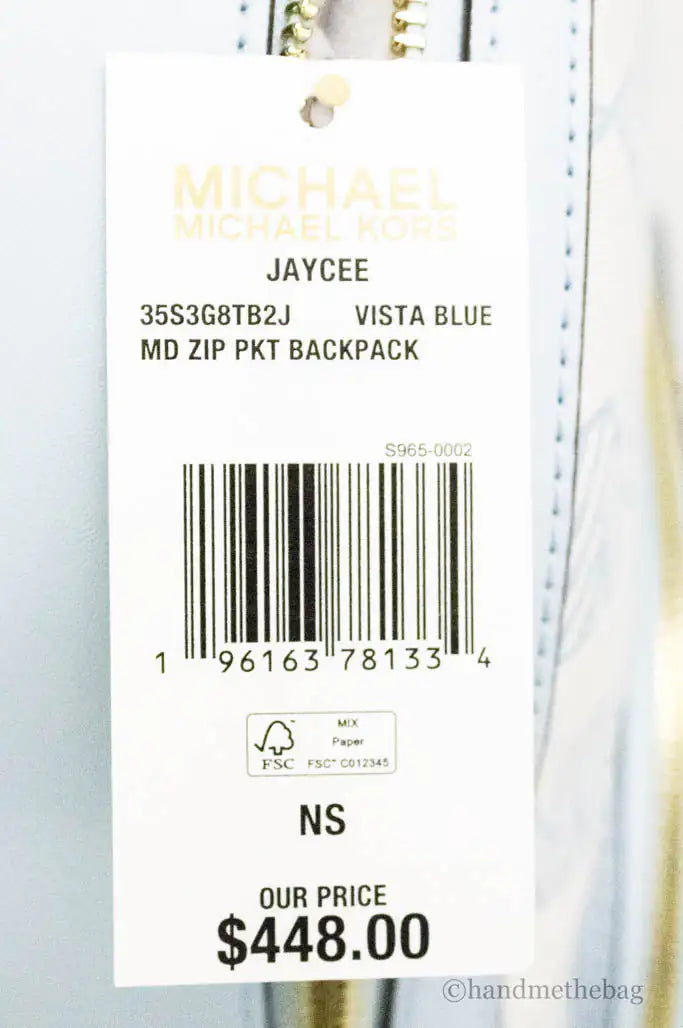 MICHAEL
MICHAEL KORS
JAYCEE
35S3G8TB2J VISTA BLUE
MD ZIP PKT BACKPACK
S965-0002
1 96163 78133 4
MIX
Paper
FSC™ C012345
FSC
NS
OUR PRICE
$448.00
©handmethebag